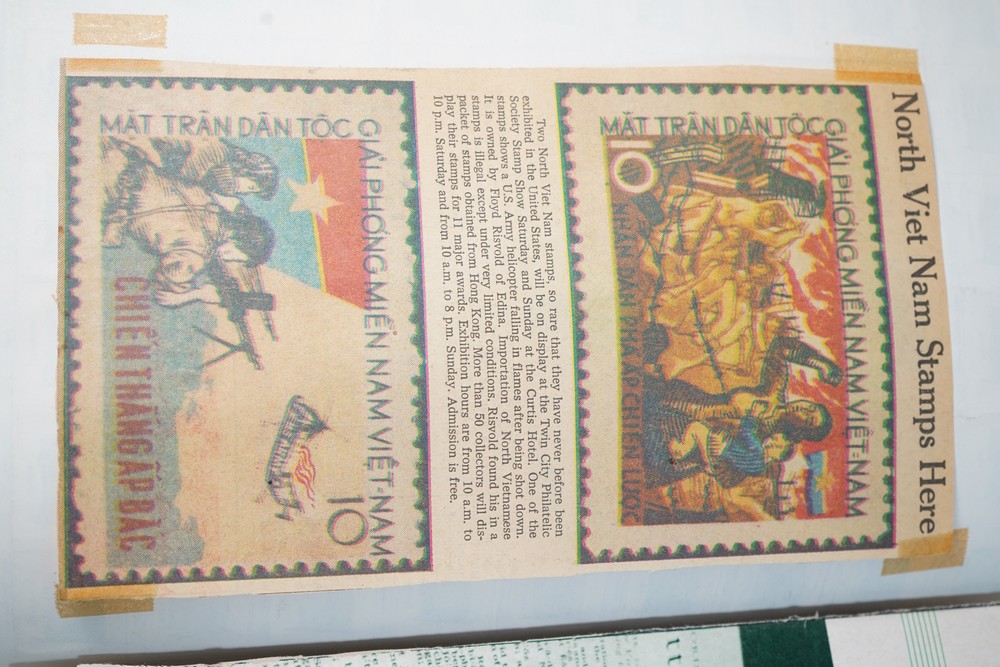 North Viet Nam Stamps Here
MẶT TRẬN DÂN TỘC GIẢI PHÓNG MIỀN NAM VIỆT-NAM
10
NHÂN DÂN
CHIẾN LƯỢC
Two North Viet Nam stamps, so rare that they have never before been
exhibited in the United States, will be on display at the Twin City Philatelic
Society Stamp Show Saturday and Sunday at the Curtis Hotel. One of the
stamps shows a U.S. Army helicopter falling in flames after being shot down.
It is owned by Floyd Risvold of Edina. Importation of North Vietnamese
stamps is illegal except under very limited conditions. Risvold found his in a
packet of stamps obtained from Hong Kong. More than 50 collectors will dis-
play their stamps for 11 major awards. Exhibition hours are from 10 a.m. to
10 p.m. Saturday and from 10 a.m. to 8 p.m. Sunday. Admission is free.
MẶT TRẬN DÂN TỘC GIẢI PHÓNG MIỀN NAM VIỆT-NAM
10
CHIẾN THẮNG ẤP BẮC